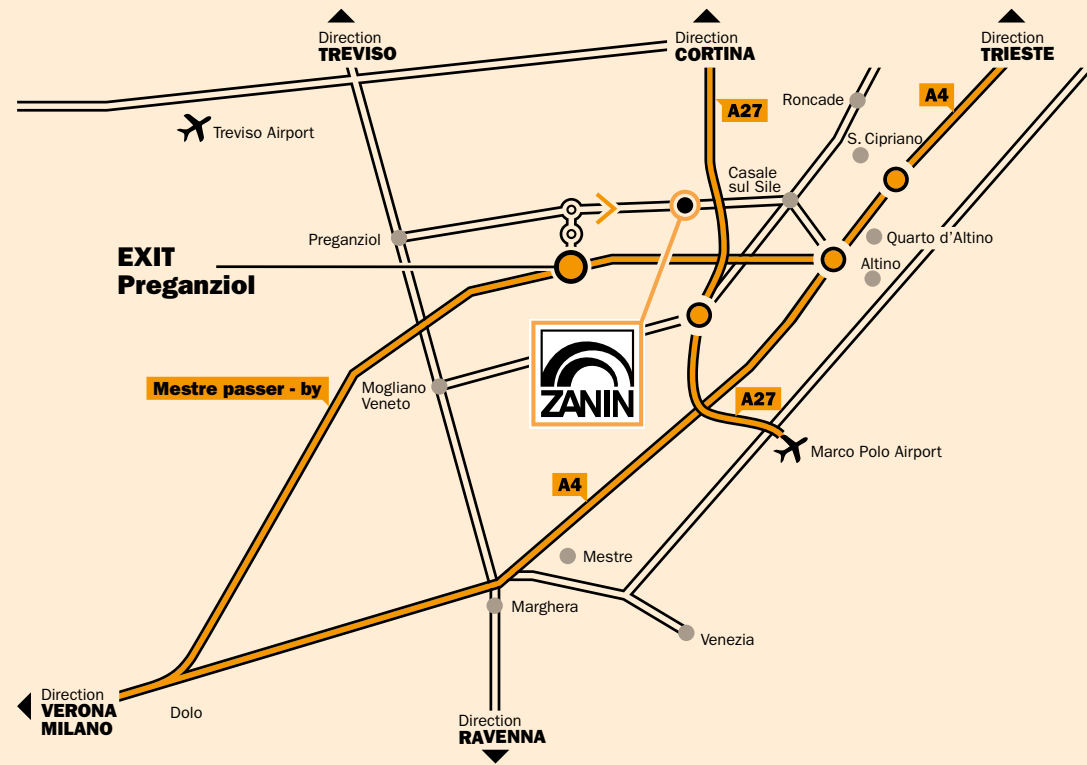 Direction
TREVISO
Direction
CORTINA
Direction
TRIESTE
A27
Roncade
A4
Treviso Airport
S. Cipriano
Casale
sul Sile
Preganziol
Quarto d'Altino
EXIT
Preganziol
Altino
Mestre passer - by
Mogliano
Veneto
ZANIN
A27
Marco Polo Airport
A4
Mestre
Marghera
Venezia
Direction
VERONA
MILANO
Dolo
Direction
RAVENNA